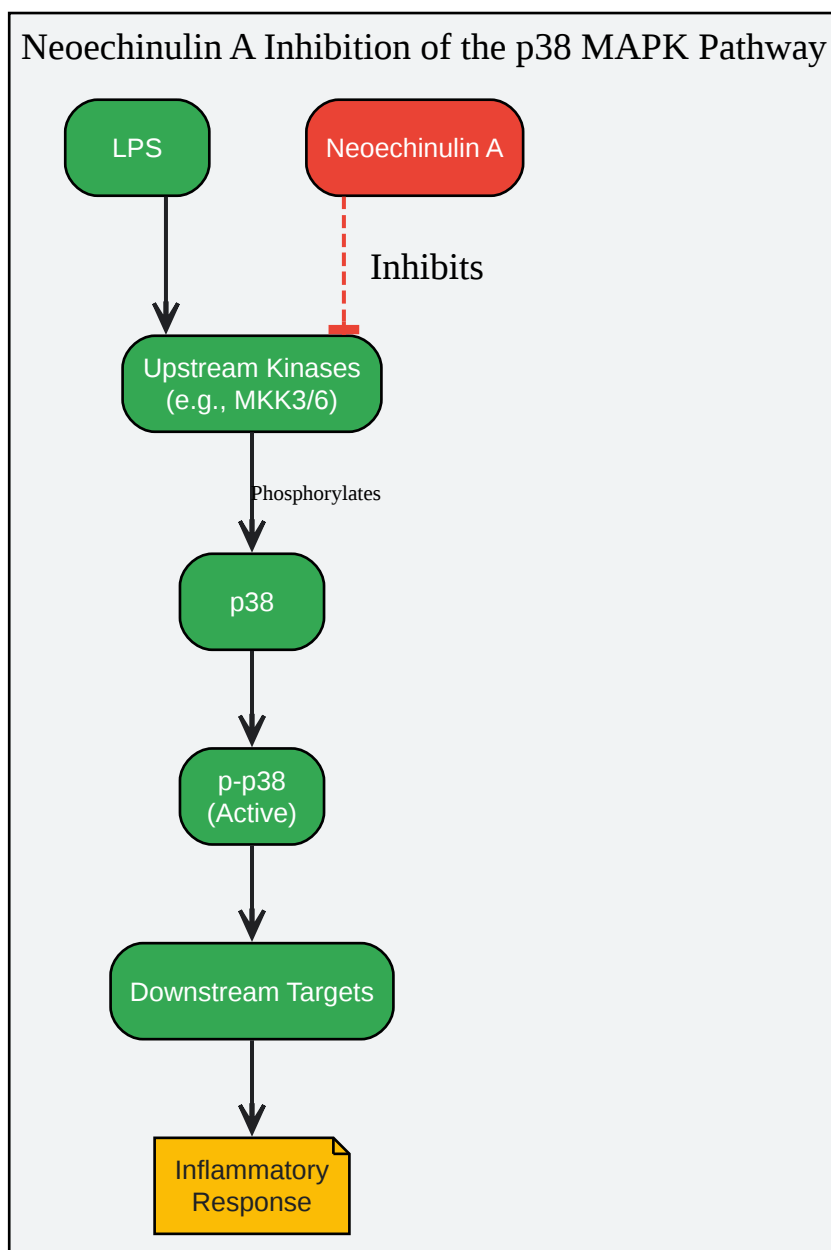 Neoechinulin A Inhibition of the p38 MAPK Pathway
LPS
Neoechinulin A
Inhibits
Upstream Kinases
(e.g., MKK3/6)
Phosphorylates
p38
p-p38
(Active)
Downstream Targets
Inflammatory
Response